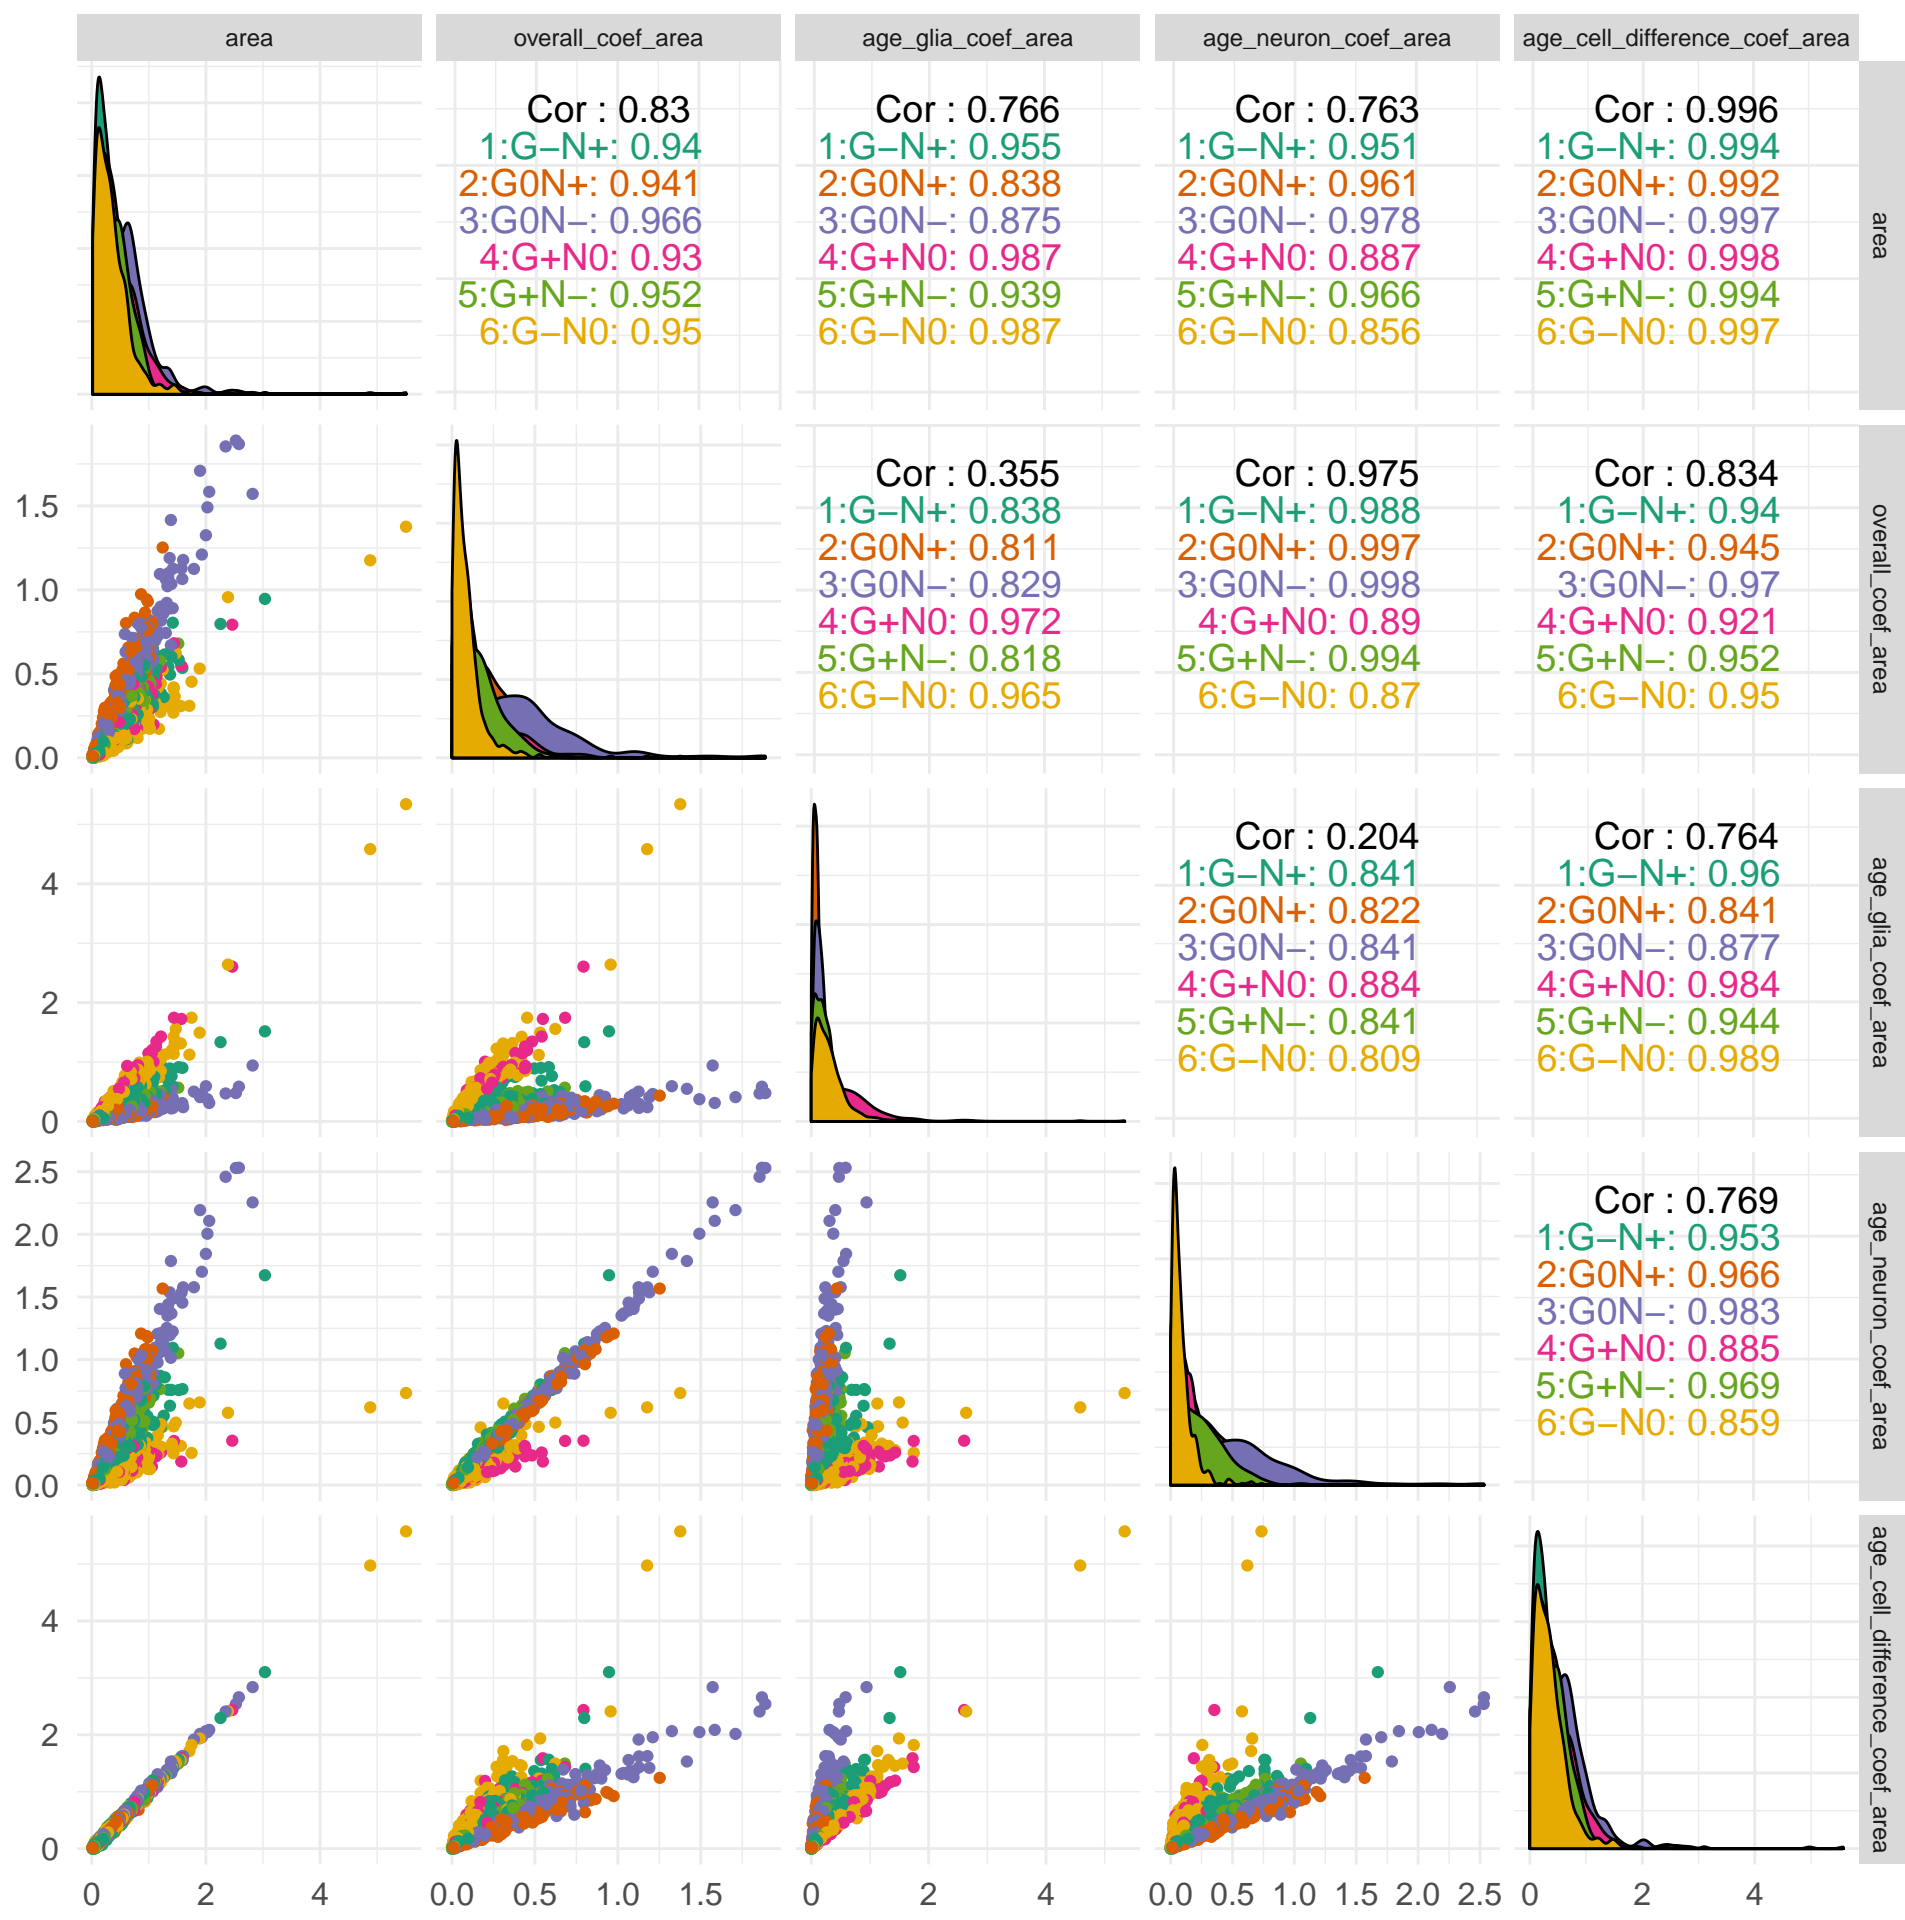 area
overall_coef_area
age_glia_coef_area
age_neuron_coef_area
age_cell_difference_coef_area
Cor : 0.83
1:G−N+: 0.94
2:G0N+: 0.941
3:G0N−: 0.966
4:G+N0: 0.93
5:G+N−: 0.952
6:G−N0: 0.95
Cor : 0.766
1:G−N+: 0.955
2:G0N+: 0.838
3:G0N−: 0.875
4:G+N0: 0.987
5:G+N−: 0.939
6:G−N0: 0.987
Cor : 0.763
1:G−N+: 0.951
2:G0N+: 0.961
3:G0N−: 0.978
4:G+N0: 0.887
5:G+N−: 0.966
6:G−N0: 0.856
Cor : 0.996
1:G−N+: 0.994
2:G0N+: 0.992
3:G0N−: 0.997
4:G+N0: 0.998
5:G+N−: 0.994
6:G−N0: 0.997
area
1.5
1.0
0.5
0.0
Cor : 0.355
1:G−N+: 0.838
2:G0N+: 0.811
3:G0N−: 0.829
4:G+N0: 0.972
5:G+N−: 0.818
6:G−N0: 0.965
Cor : 0.975
1:G−N+: 0.988
2:G0N+: 0.997
3:G0N−: 0.998
4:G+N0: 0.89
5:G+N−: 0.994
6:G−N0: 0.87
Cor : 0.834
1:G−N+: 0.94
2:G0N+: 0.945
3:G0N−: 0.97
4:G+N0: 0.921
5:G+N−: 0.952
6:G−N0: 0.95
overall_coef_area
4
2
0
Cor : 0.204
1:G−N+: 0.841
2:G0N+: 0.822
3:G0N−: 0.841
4:G+N0: 0.884
5:G+N−: 0.841
6:G−N0: 0.809
Cor : 0.764
1:G−N+: 0.96
2:G0N+: 0.841
3:G0N−: 0.877
4:G+N0: 0.984
5:G+N−: 0.944
6:G−N0: 0.989
age_glia_coef_area
2.5
2.0
1.5
1.0
0.5
0.0
Cor : 0.769
1:G−N+: 0.953
2:G0N+: 0.966
3:G0N−: 0.983
4:G+N0: 0.885
5:G+N−: 0.969
6:G−N0: 0.859
age_neuron_coef_area
4
2
0
age_cell_difference_coef_area
0 2 4
0.0 0.5 1.0 1.5
0 2 4
0.0 0.5 1.0 1.5 2.0 2.5
0 2 4